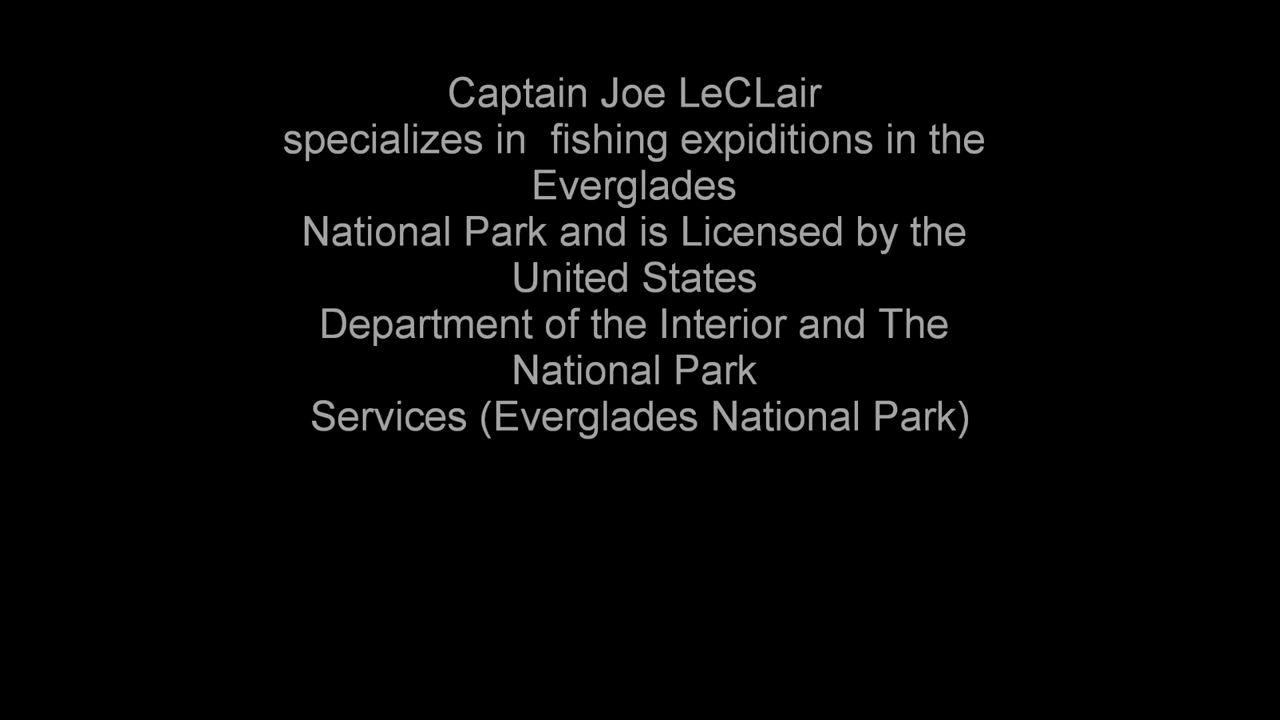 Captain Joe LeCLair
specializes in  fishing expiditions in the
Everglades
National Park and is Licensed by the
United States
Department of the Interior and The
National Park
Services (Everglades National Park)